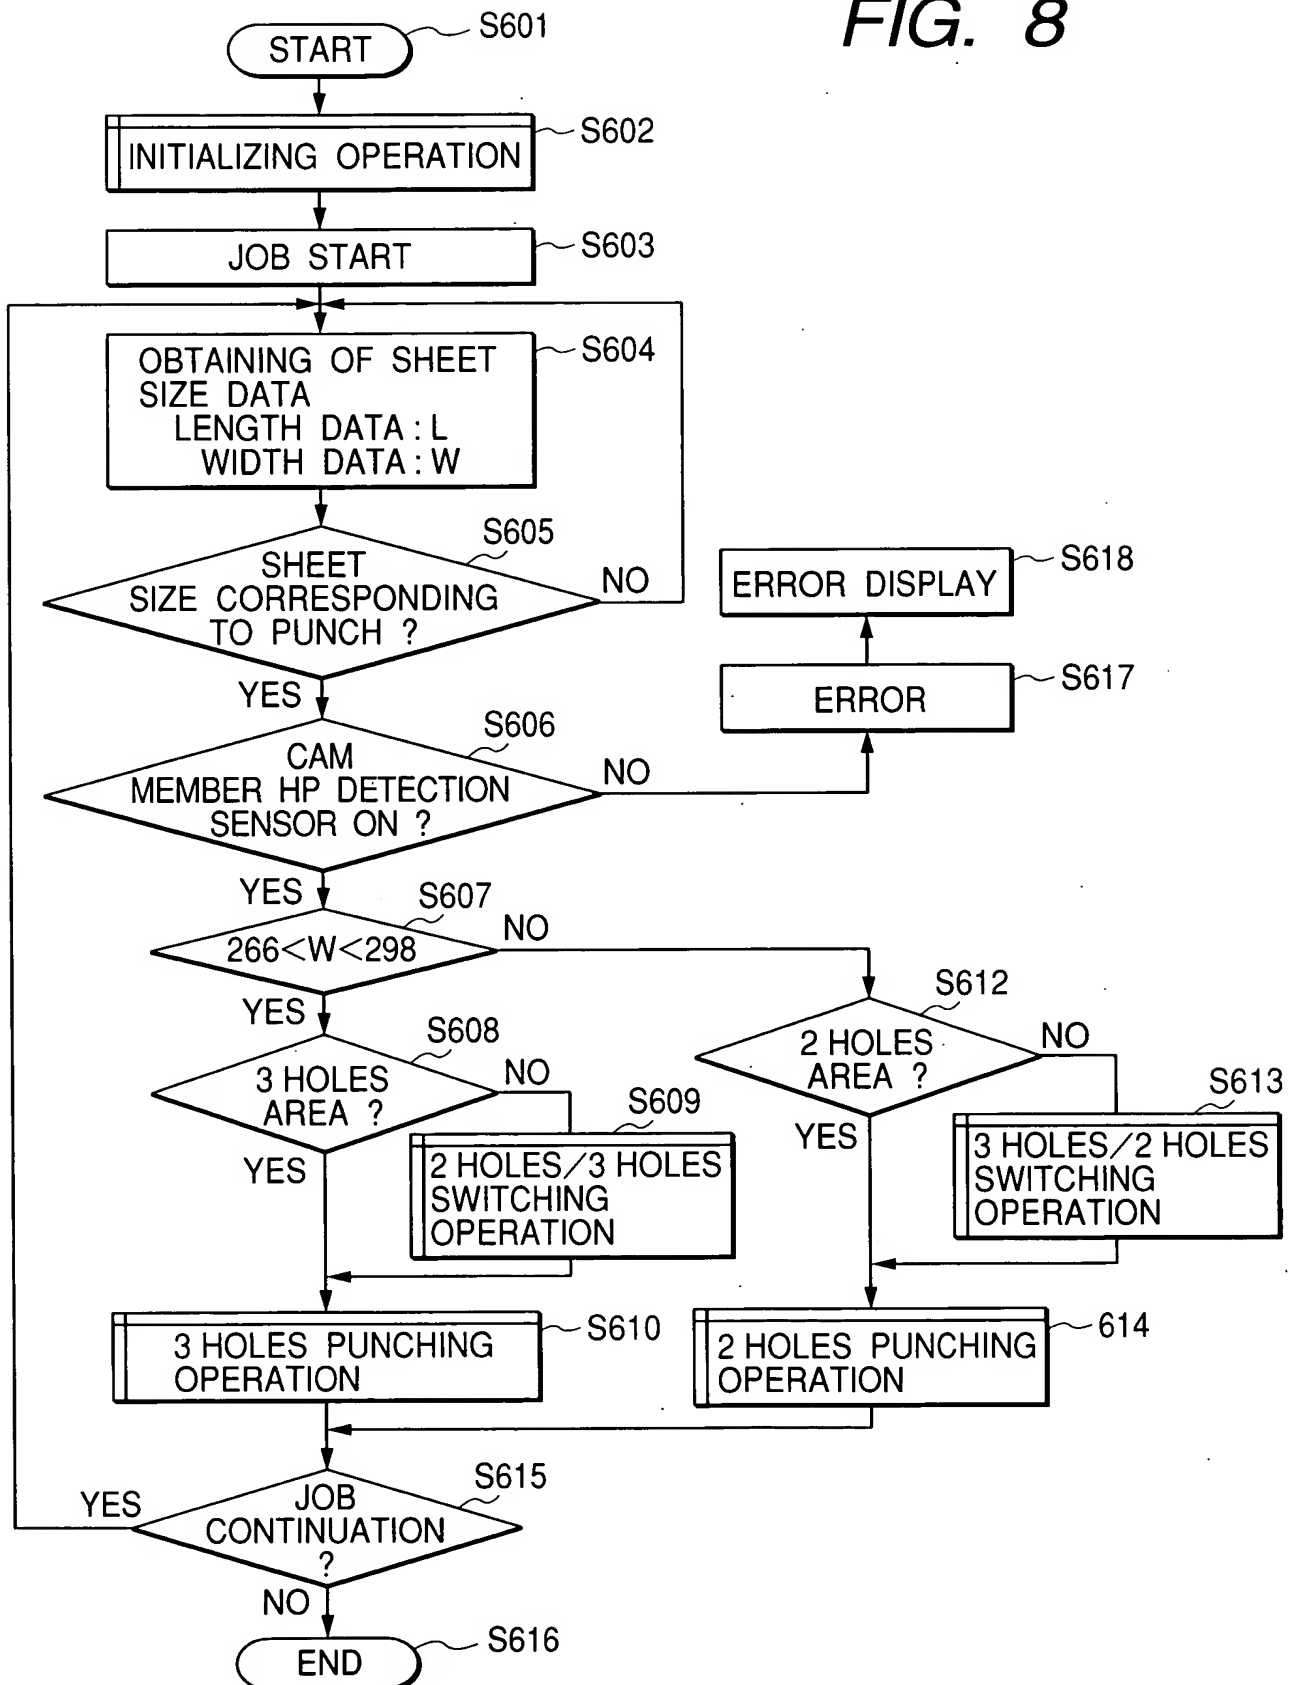 FIG. 8
START
S601
INITIALIZING OPERATION
S602
JOB START
S603
OBTAINING OF SHEET
SIZE DATA
LENGTH DATA : L
WIDTH DATA : W
S604
SHEET
SIZE CORRESPONDING
TO PUNCH ?
S605
NO
YES
CAM
MEMBER HP DETECTION
SENSOR ON ?
S606
NO
YES
ERROR DISPLAY
S618
ERROR
S617
266<W<298
S607
NO
YES
3 HOLES
AREA ?
S608
NO
YES
2 HOLES/3 HOLES
SWITCHING
OPERATION
S609
2 HOLES
AREA ?
S612
NO
YES
3 HOLES/2 HOLES
SWITCHING
OPERATION
S613
3 HOLES PUNCHING
OPERATION
S610
2 HOLES PUNCHING
OPERATION
614
JOB
CONTINUATION
?
S615
YES
NO
END
S616